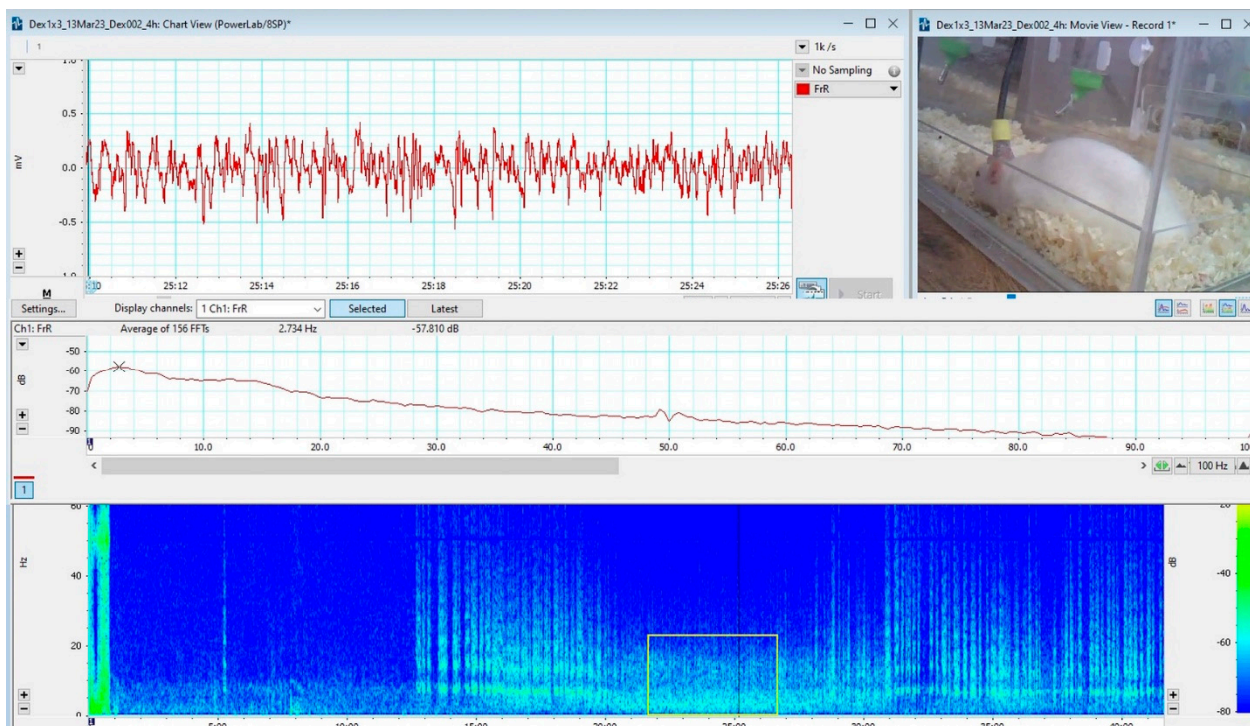 Dex1x3_13Mar23_Dex002_4h: Chart View (PowerLab/8SP)*
Dex1x3_13Mar23_Dex002_4h: Movie View - Record 1*
1
1k /s
No Sampling
FrR
0.5
0.0
-0.5
mV
25:12
25:14
25:16
25:18
25:20
25:22
25:24
25:26
M
Start
Settings...
Display channels:
1 Ch1: FrR
Selected
Latest
Ch1: FrR
Average of 156 FFTs
2.734 Hz
-57.810 dB
-50
-60
-70
-80
-90
dB
10.0
20.0
30.0
40.0
50.0
60.0
70.0
80.0
90.0
100 Hz
1
60
40
20
0
Hz
dB
-40
-60
-80